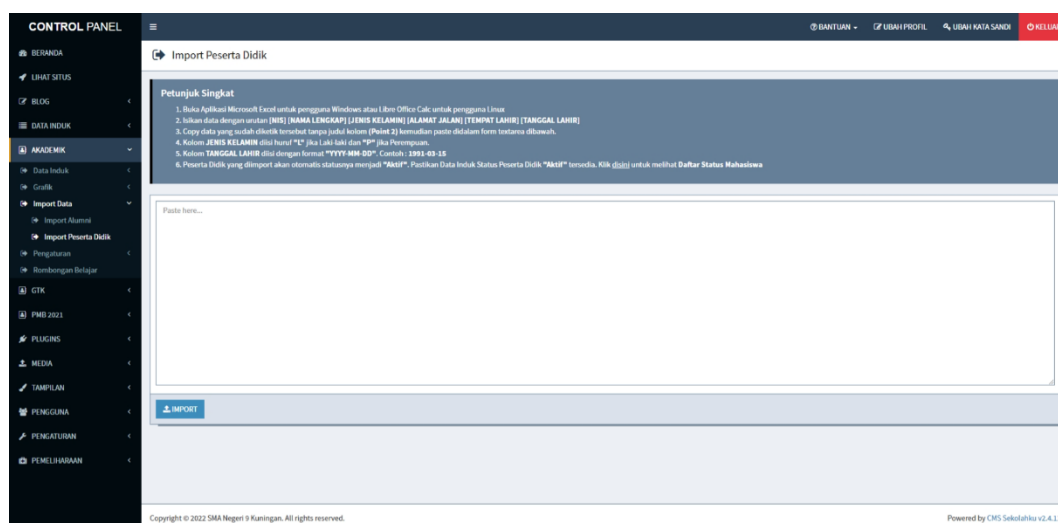 CONTROL PANEL
BANTUAN
UBAH PROFIL
UBAH KATA SANDI
KELUAR
BERANDA
LIHAT SITUS
BLOG
DATA INDUK
AKADEMIK
Data Induk
Grafik
Import Data
Import Alumni
Import Peserta Didik
Pengaturan
Rombongan Belajar
GTK
PMB 2021
PLUGINS
MEDIA
TAMPILAN
PENGGUNA
PENGATURAN
PEMELIHARAAN
Import Peserta Didik
Petunjuk Singkat
1. Buka Aplikasi Microsoft Excel untuk pengguna Windows atau Libre Office Calc untuk pengguna Linux
2. Isikan data dengan urutan [NIS] [NAMA LENGKAP] [JENIS KELAMIN] [ALAMAT JALAN] [TEMPAT LAHIR] [TANGGAL LAHIR]
3. Copy data yang sudah diketik tersebut tanpa judul kolom (Point 2) kemudian paste didalam form textarea dibawah.
4. Kolom JENIS KELAMIN diisi huruf "L" jika Laki-laki dan "P" jika Perempuan.
5. Kolom TANGGAL LAHIR diisi dengan format "YYYY-MM-DD". Contoh : 1991-03-15
6. Peserta Didik yang diimport akan otomatis statusnya menjadi "Aktif". Pastikan Data Induk Status Peserta Didik "Aktif" tersedia. Klik disini untuk melihat Daftar Status Mahasiswa
Paste here...
IMPORT
Copyright © 2022 SMA Negeri 9 Kuningan. All rights reserved.
Powered by CMS Sekolahku v2.4.1